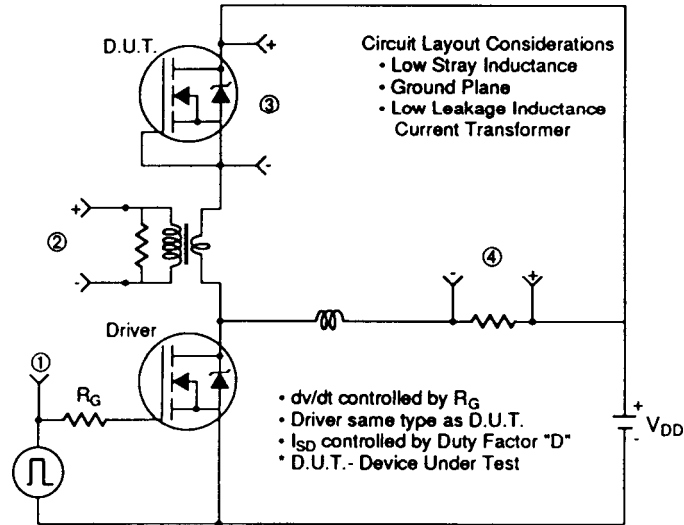 D.U.T.
+
③
-
Circuit Layout Considerations
• Low Stray Inductance
• Ground Plane
• Low Leakage Inductance
Current Transformer
+
②
-
④
- +
Driver
①
R_G
• dv/dt controlled by R_G
• Driver same type as D.U.T.
• I_SD controlled by Duty Factor "D"
* D.U.T.- Device Under Test
+
V_DD
-